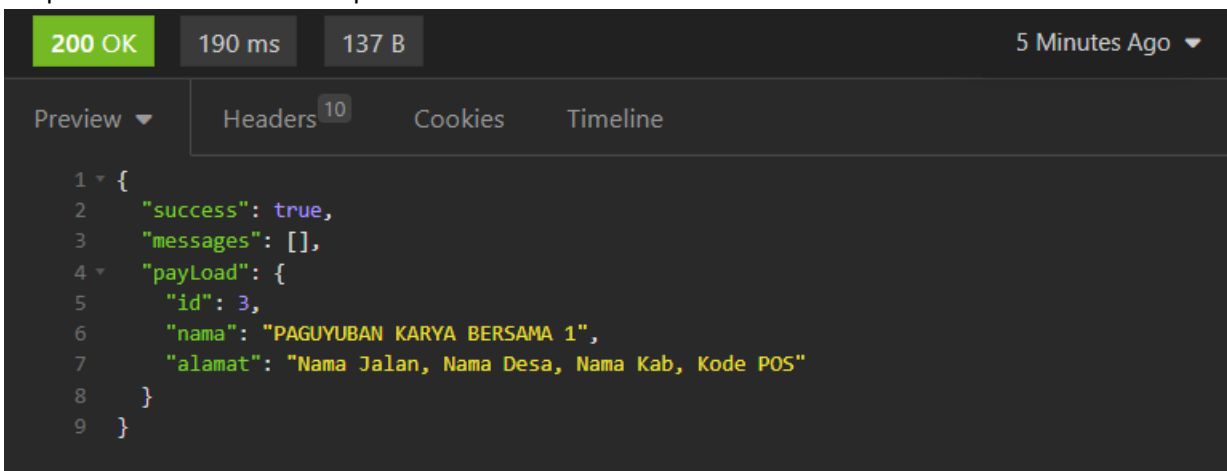 200 OK 190 ms 137 B 5 Minutes Ago
Preview Headers 10 Cookies Timeline
1 {
2 "success": true,
3 "messages": [],
4 "payLoad": {
5 "id": 3,
6 "nama": "PAGUYUBAN KARYA BERSAMA 1",
7 "alamat": "Nama Jalan, Nama Desa, Nama Kab, Kode POS"
8 }
9 }